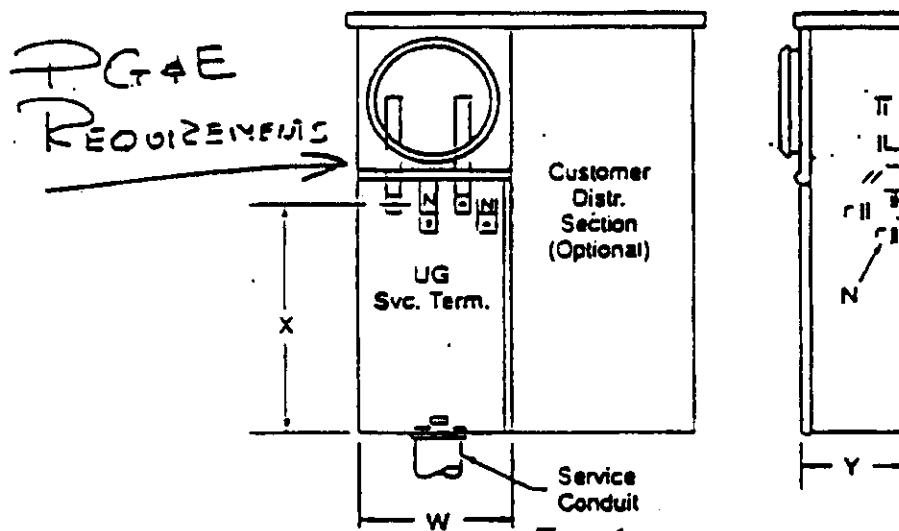 PG&E
REQUIREMENTS
Customer
Distr.
Section
(Optional)
N
N
UG
Svc. Term.
X
N
Service
Conduit
W
Y